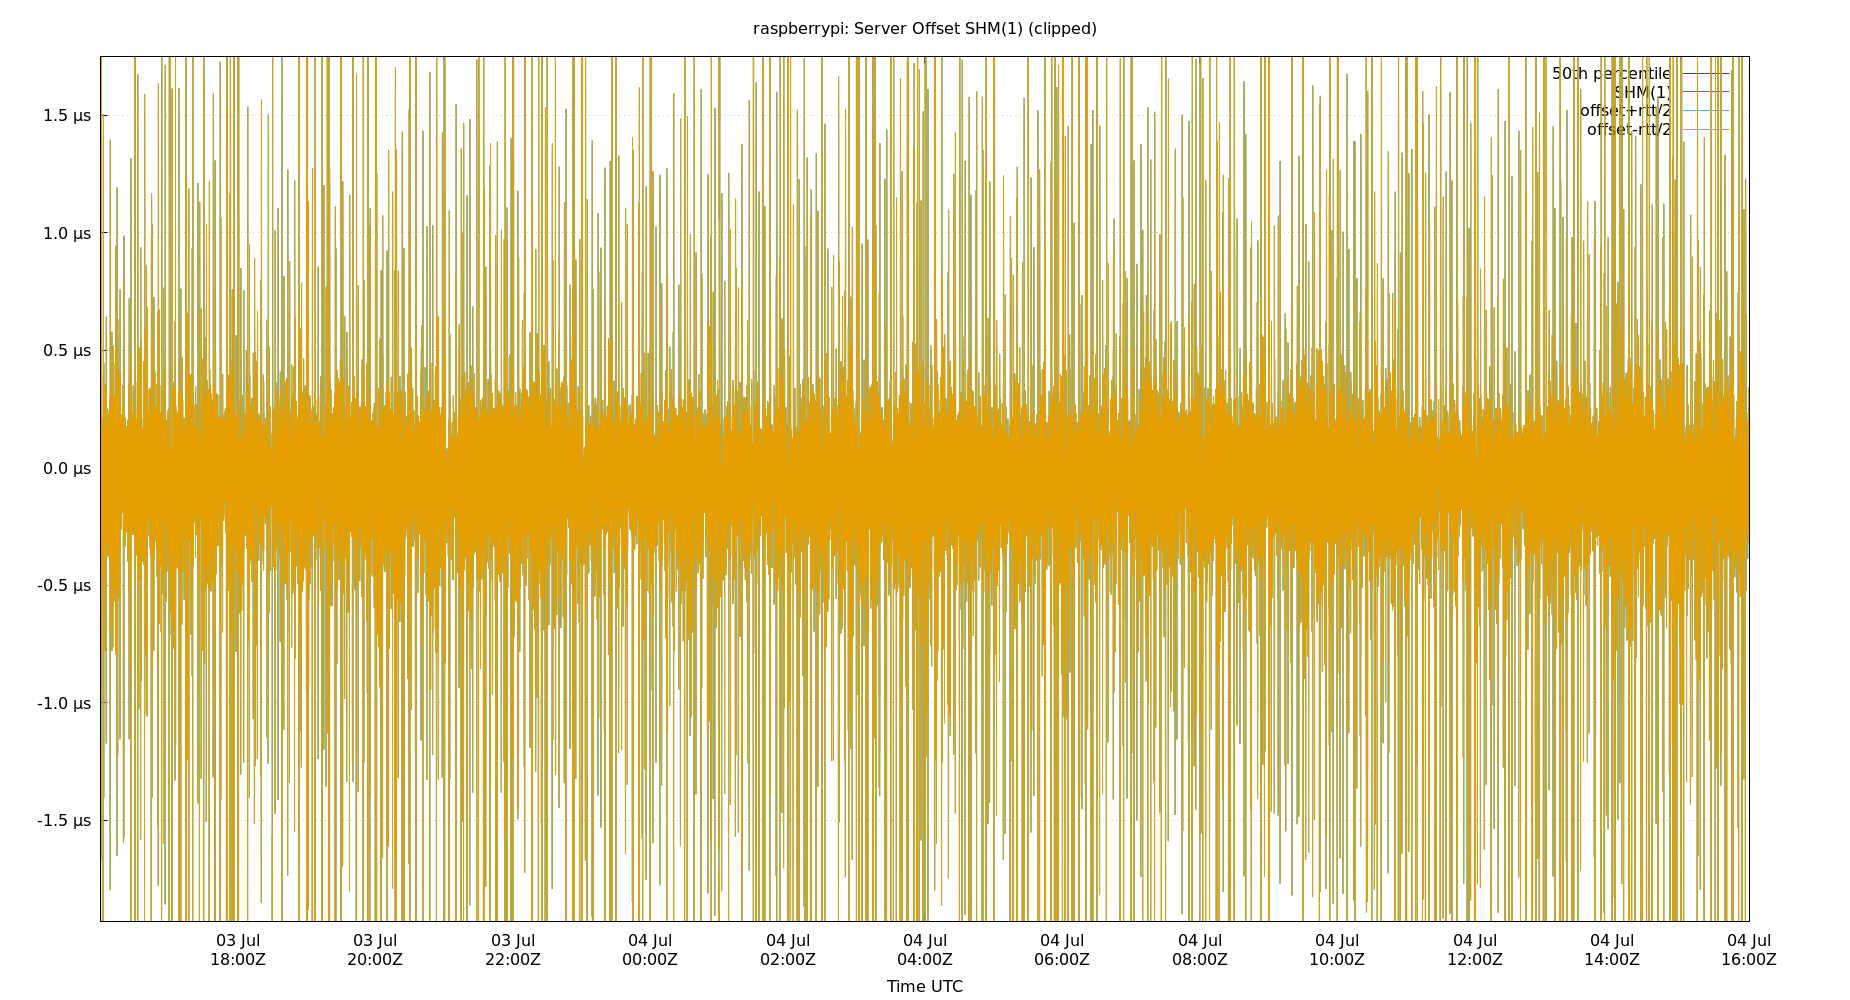 raspberrypi: Server Offset SHM(1) (clipped)
50th percentile
SHM(1)
offset+rtt/2
offset-rtt/2
1.5 µs
1.0 µs
0.5 µs
0.0 µs
-0.5 µs
-1.0 µs
-1.5 µs
03 Jul 03 Jul 03 Jul 04 Jul 04 Jul 04 Jul 04 Jul 04 Jul 04 Jul 04 Jul 04 Jul 04 Jul
18:00Z 20:00Z 22:00Z 00:00Z 02:00Z 04:00Z 06:00Z 08:00Z 10:00Z 12:00Z 14:00Z 16:00Z
Time UTC